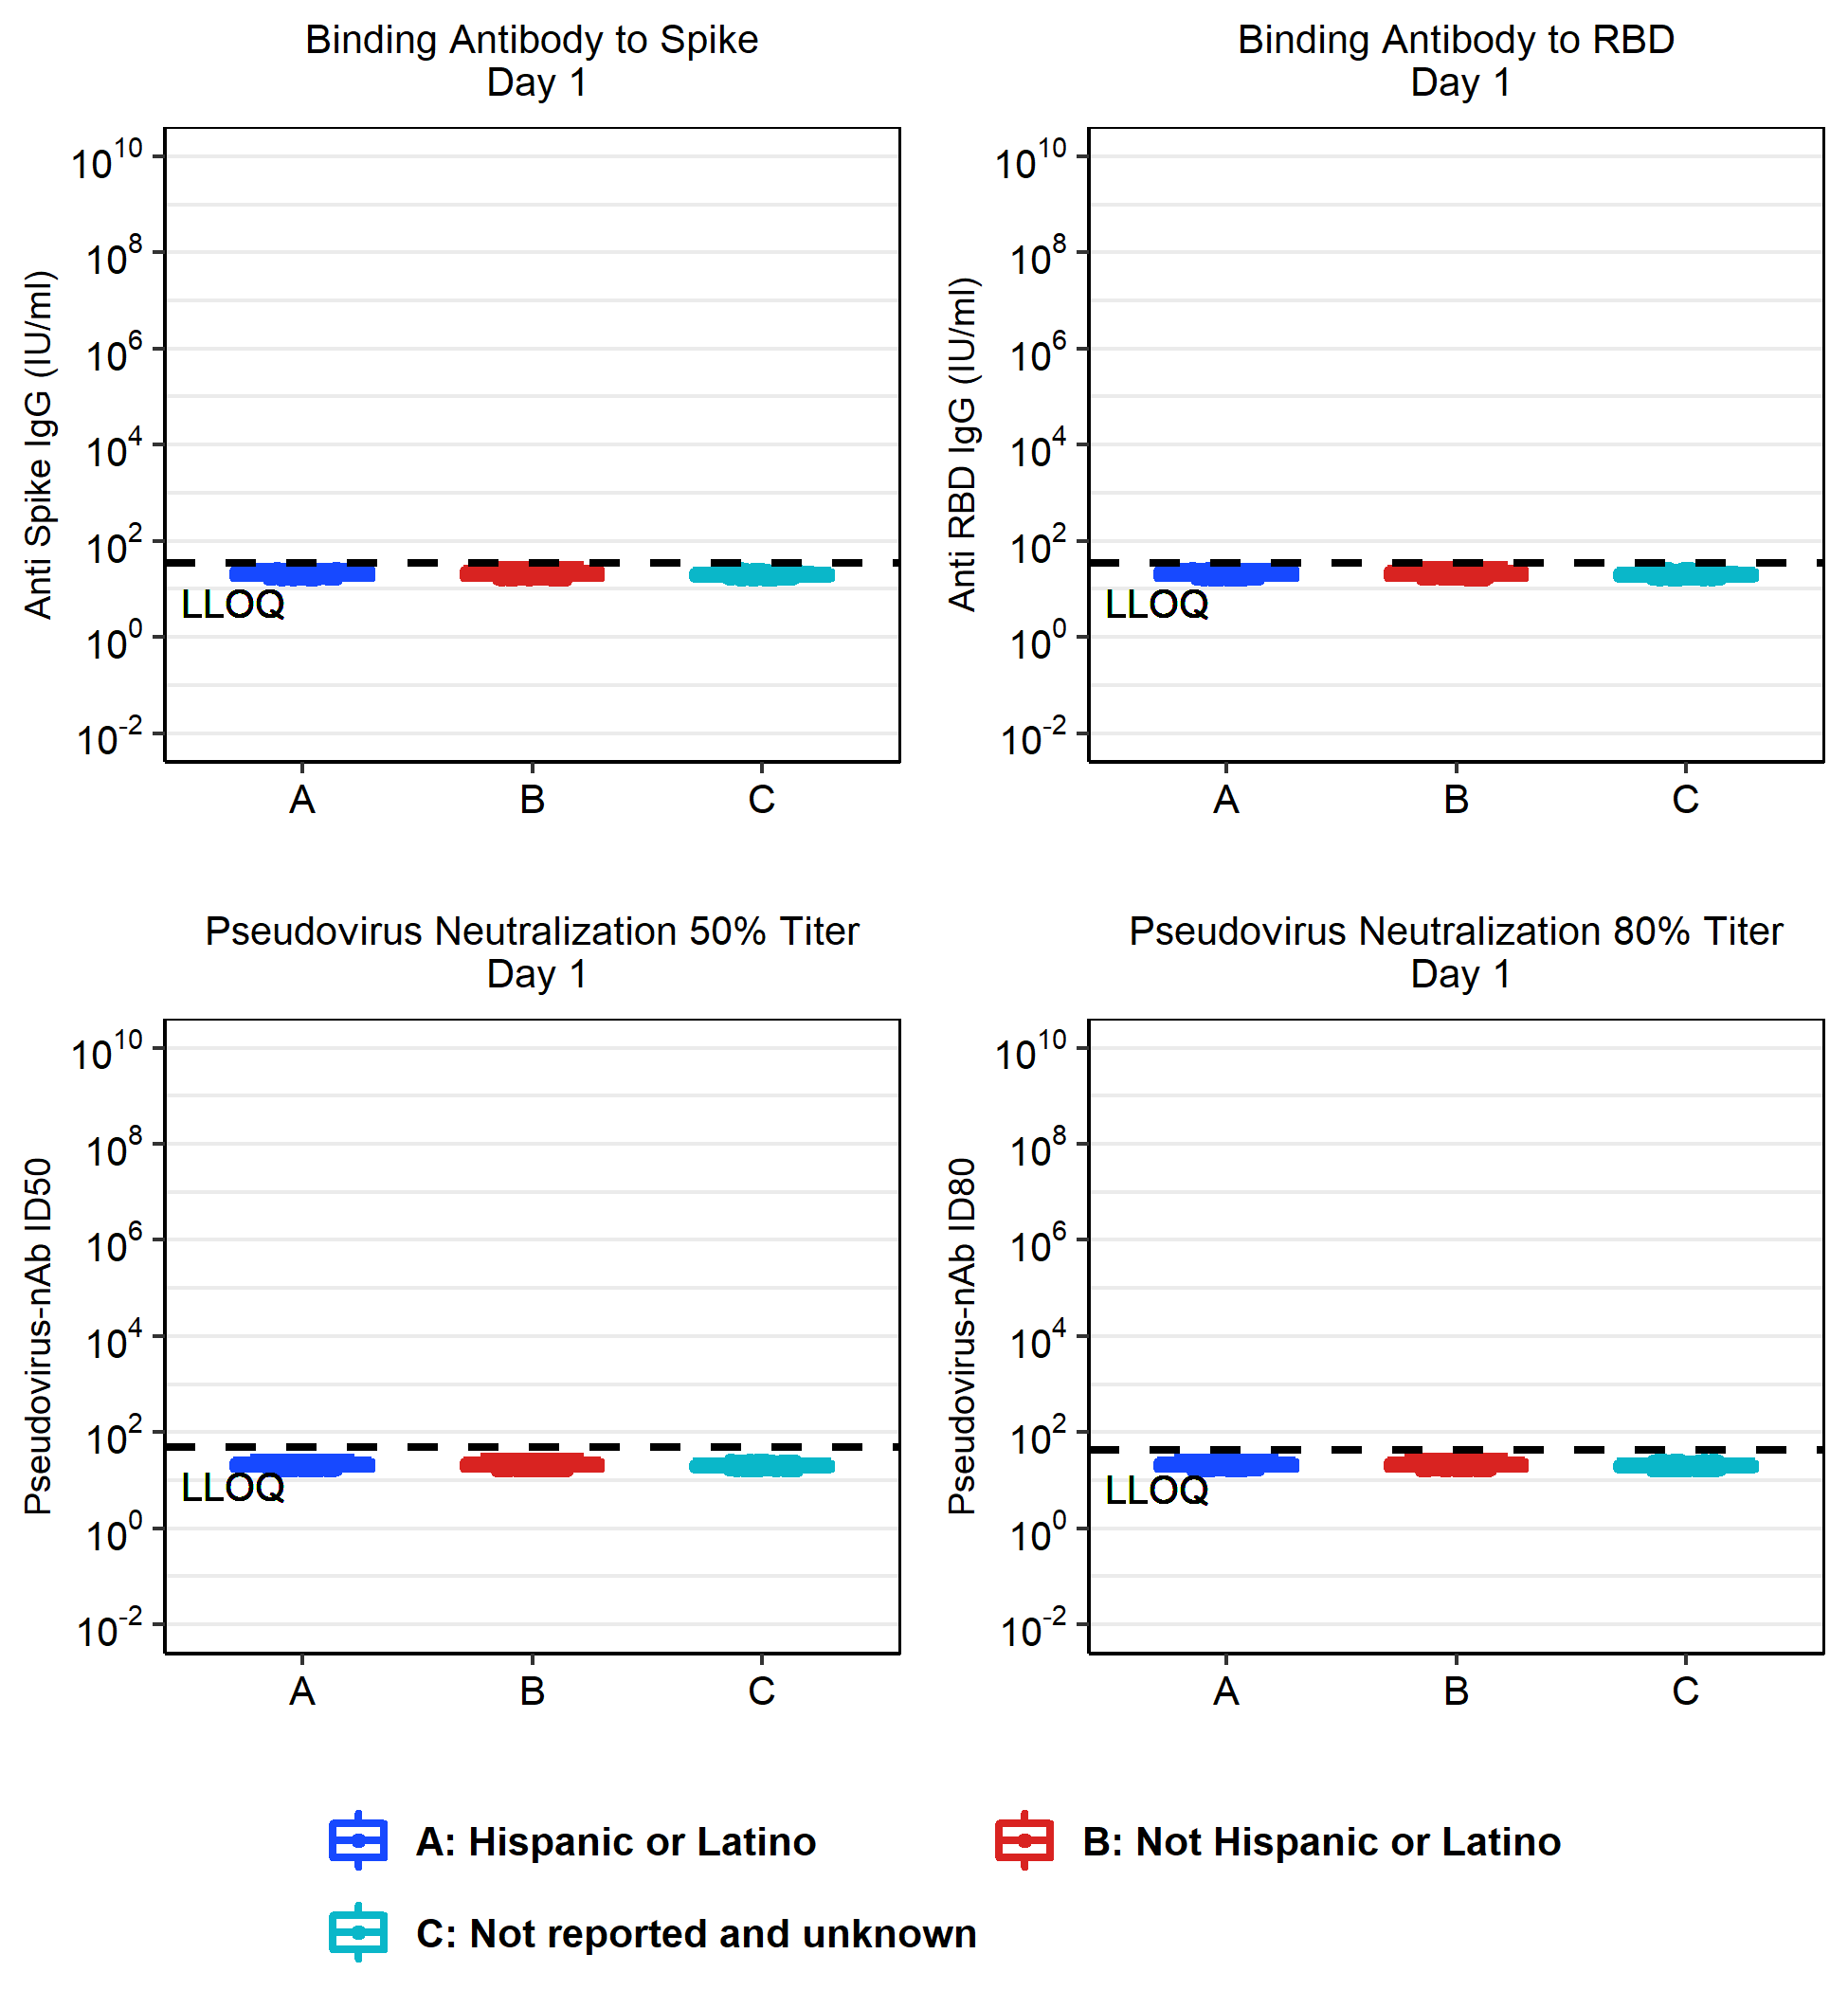 Binding Antibody to Spike
Day 1
Anti Spike IgG (IU/ml)
10^10
10^8
10^6
10^4
10^2
10^0
10^-2
LLOQ
A B C
Binding Antibody to RBD
Day 1
Anti RBD IgG (IU/ml)
10^10
10^8
10^6
10^4
10^2
10^0
10^-2
LLOQ
A B C
Pseudovirus Neutralization 50% Titer
Day 1
Pseudovirus-nAb ID50
10^10
10^8
10^6
10^4
10^2
10^0
10^-2
LLOQ
A B C
Pseudovirus Neutralization 80% Titer
Day 1
Pseudovirus-nAb ID80
10^10
10^8
10^6
10^4
10^2
10^0
10^-2
LLOQ
A B C
A: Hispanic or Latino
B: Not Hispanic or Latino
C: Not reported and unknown